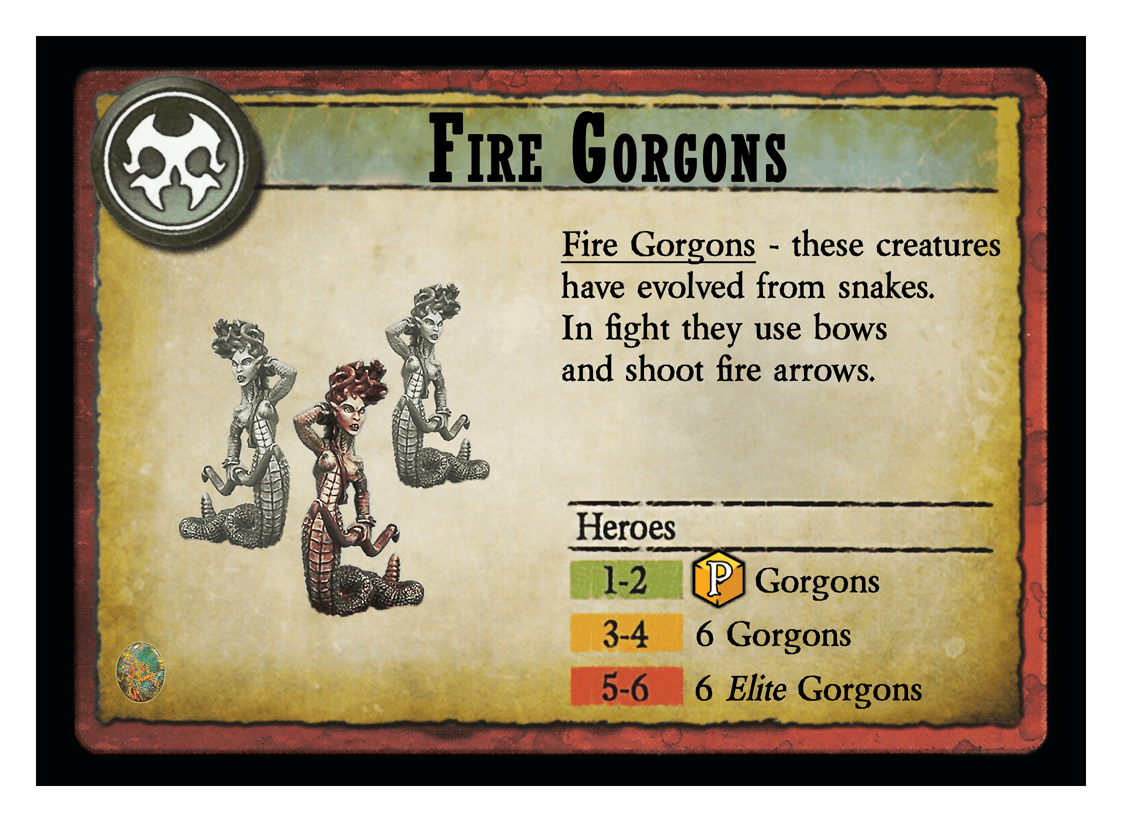 Fire Gorgons
Fire Gorgons - these creatures
have evolved from snakes.
In fight they use bows
and shoot fire arrows.
Heroes
1-2 P Gorgons
3-4 6 Gorgons
5-6 6 Elite Gorgons